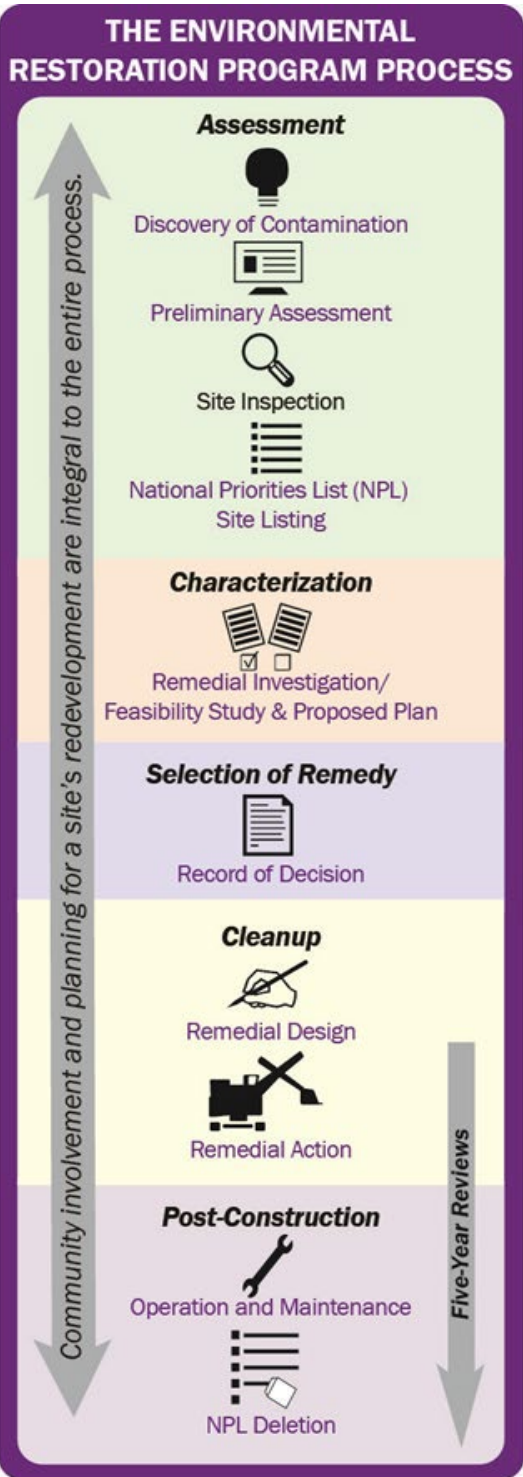 THE ENVIRONMENTAL
RESTORATION PROGRAM PROCESS
Community involvement and planning for a site's redevelopment are integral to the entire process.
Assessment
Discovery of Contamination
Preliminary Assessment
Site Inspection
National Priorities List (NPL)
Site Listing
Characterization
Remedial Investigation/
Feasibility Study & Proposed Plan
Selection of Remedy
Record of Decision
Cleanup
Remedial Design
Remedial Action
Five-Year Reviews
Post-Construction
Operation and Maintenance
NPL Deletion